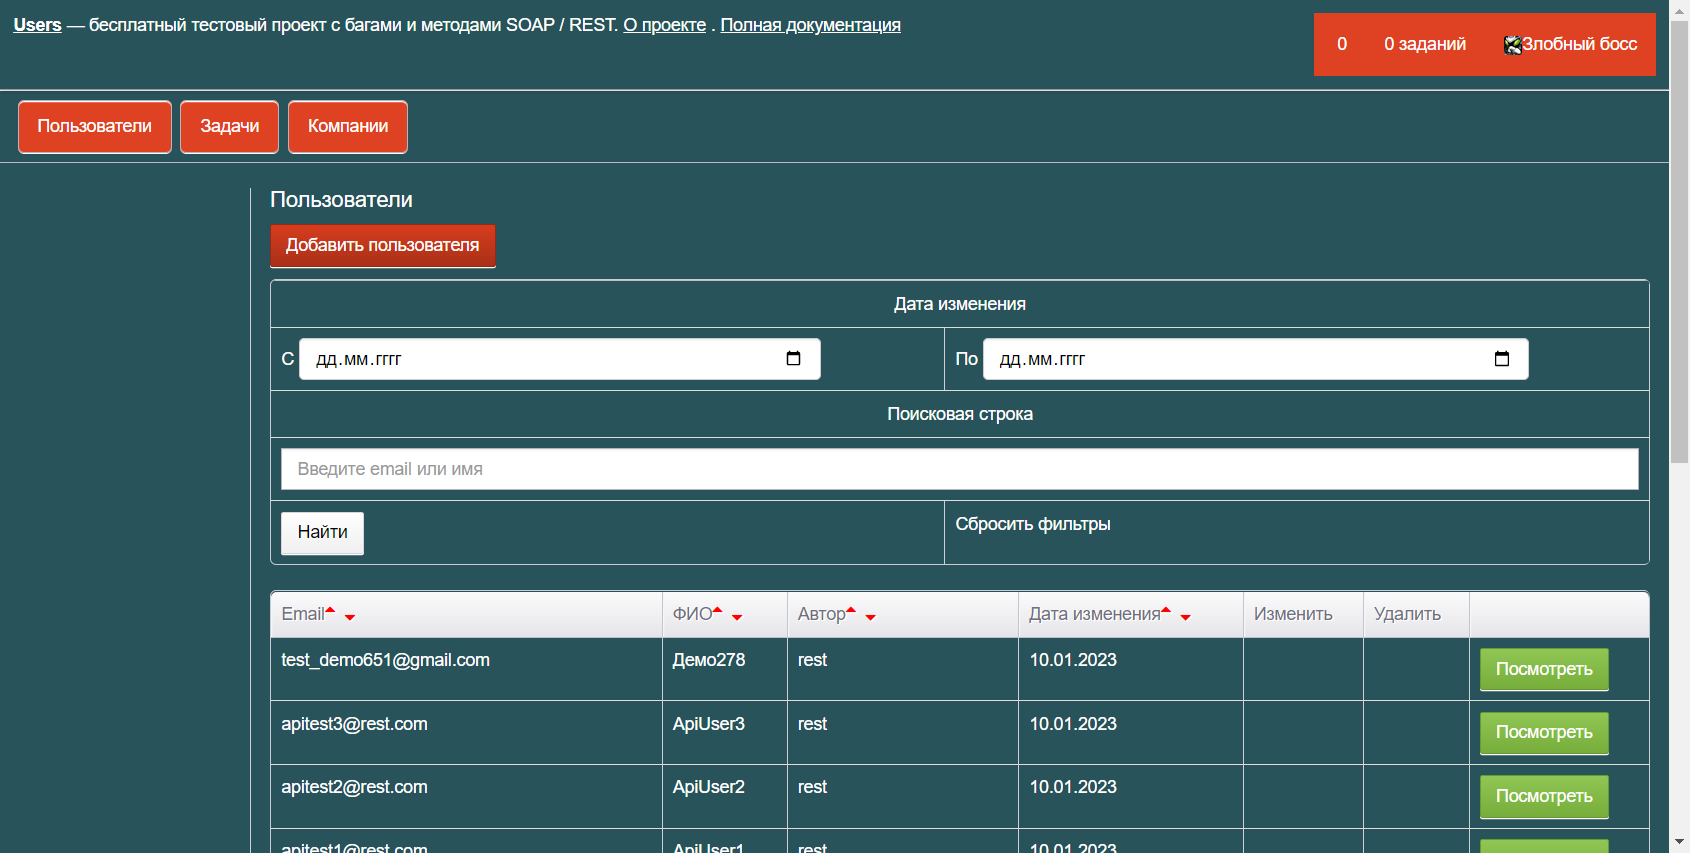 Users — бесплатный тестовый проект с багами и методами SOAP / REST. О проекте . Полная документация
0 0 заданий Злобный босс
Пользователи Задачи Компании
Пользователи
Добавить пользователя
Дата изменения
С дд.мм.гггг По дд.мм.гггг
Поисковая строка
Введите email или имя
Найти Сбросить фильтры
Email ФИО Автор Дата изменения Изменить Удалить
test_demo651@gmail.com Демо278 rest 10.01.2023 Посмотреть
apitest3@rest.com ApiUser3 rest 10.01.2023 Посмотреть
apitest2@rest.com ApiUser2 rest 10.01.2023 Посмотреть
apitest1@rest.com ApiUser1 rest 10.01.2023